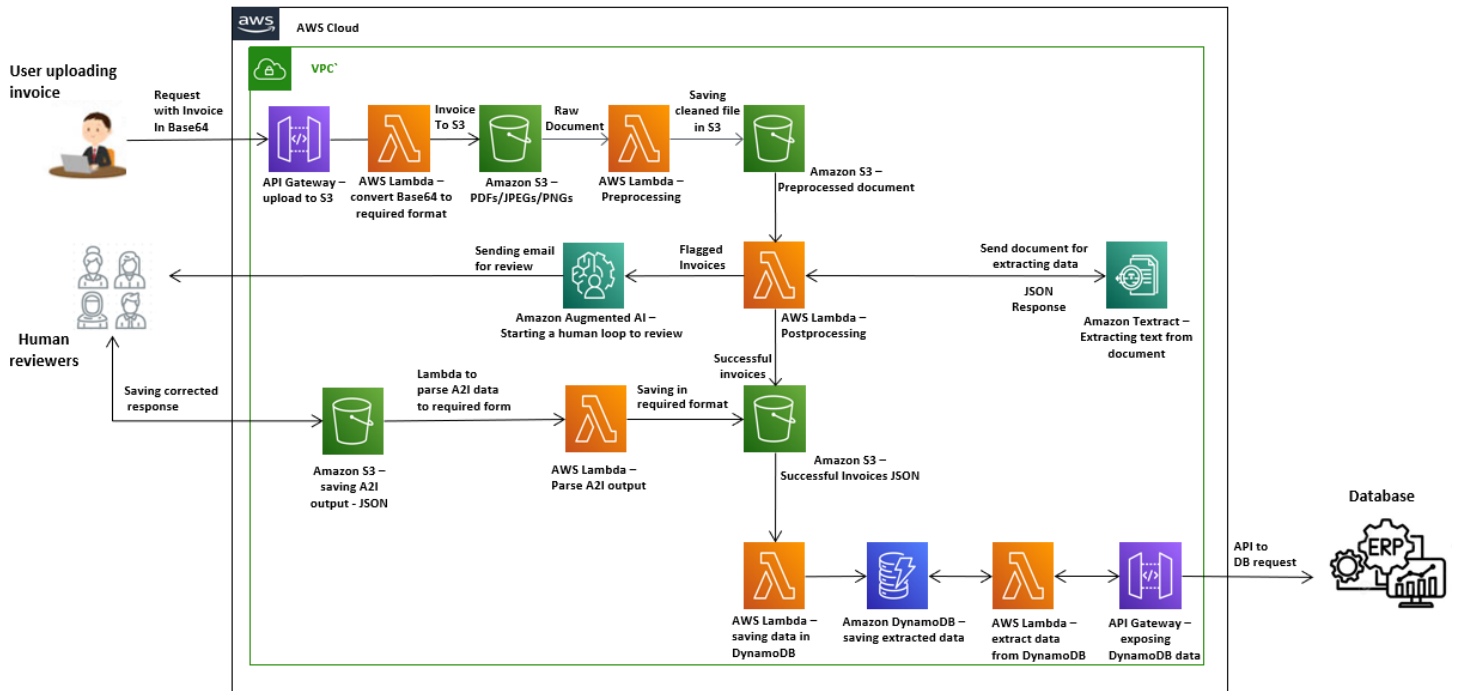 aws
AWS Cloud
VPC`
User uploading
invoice
Request
with Invoice
In Base64
Invoice
To S3
Raw
Document
Saving
cleaned file
in S3
API Gateway –
upload to S3
AWS Lambda –
convert Base64 to
required format
Amazon S3 –
PDFs/JPEGs/PNGs
AWS Lambda –
Preprocessing
Amazon S3 –
Preprocessed document
Sending email
for review
Flagged
Invoices
Send document for
extracting data
JSON
Response
Amazon Augmented AI –
Starting a human loop to review
AWS Lambda –
Postprocessing
Amazon Textract –
Extracting text from
document
Human
reviewers
Saving corrected
response
Lambda to
parse A2I data
to required form
Saving in
required format
Successful
invoices
Amazon S3 –
saving A2I
output - JSON
AWS Lambda –
Parse A2I output
Amazon S3 –
Successful Invoices JSON
Database
API to
DB request
ERP
AWS Lambda –
saving data in
DynamoDB
Amazon DynamoDB –
saving extracted data
AWS Lambda –
extract data
from DynamoDB
API Gateway –
exposing
DynamoDB data